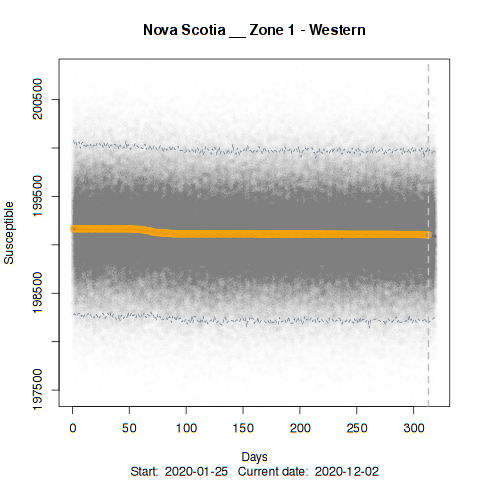 Nova Scotia __ Zone 1 - Western
200500
199500
198500
197500
Susceptible
0 50 100 150 200 250 300
Days
Start: 2020-01-25 Current date: 2020-12-02